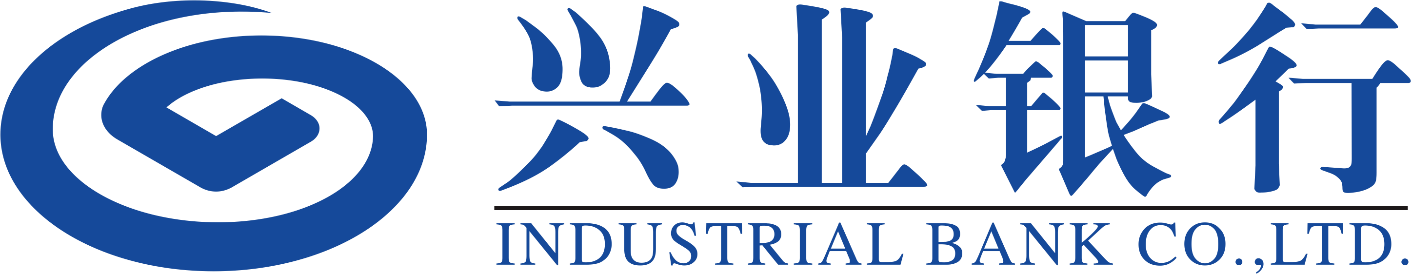 兴业银行
INDUSTRIAL BANK CO.,LTD.